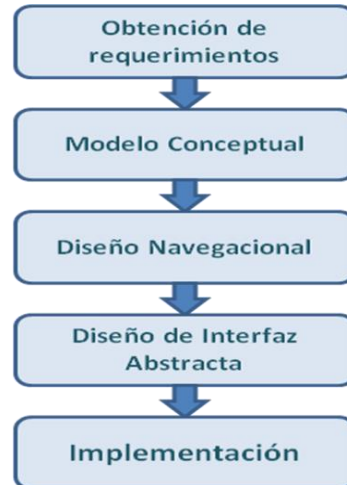 Obtención de
requerimientos
Modelo Conceptual
Diseño Navegacional
Diseño de Interfaz
Abstracta
Implementación